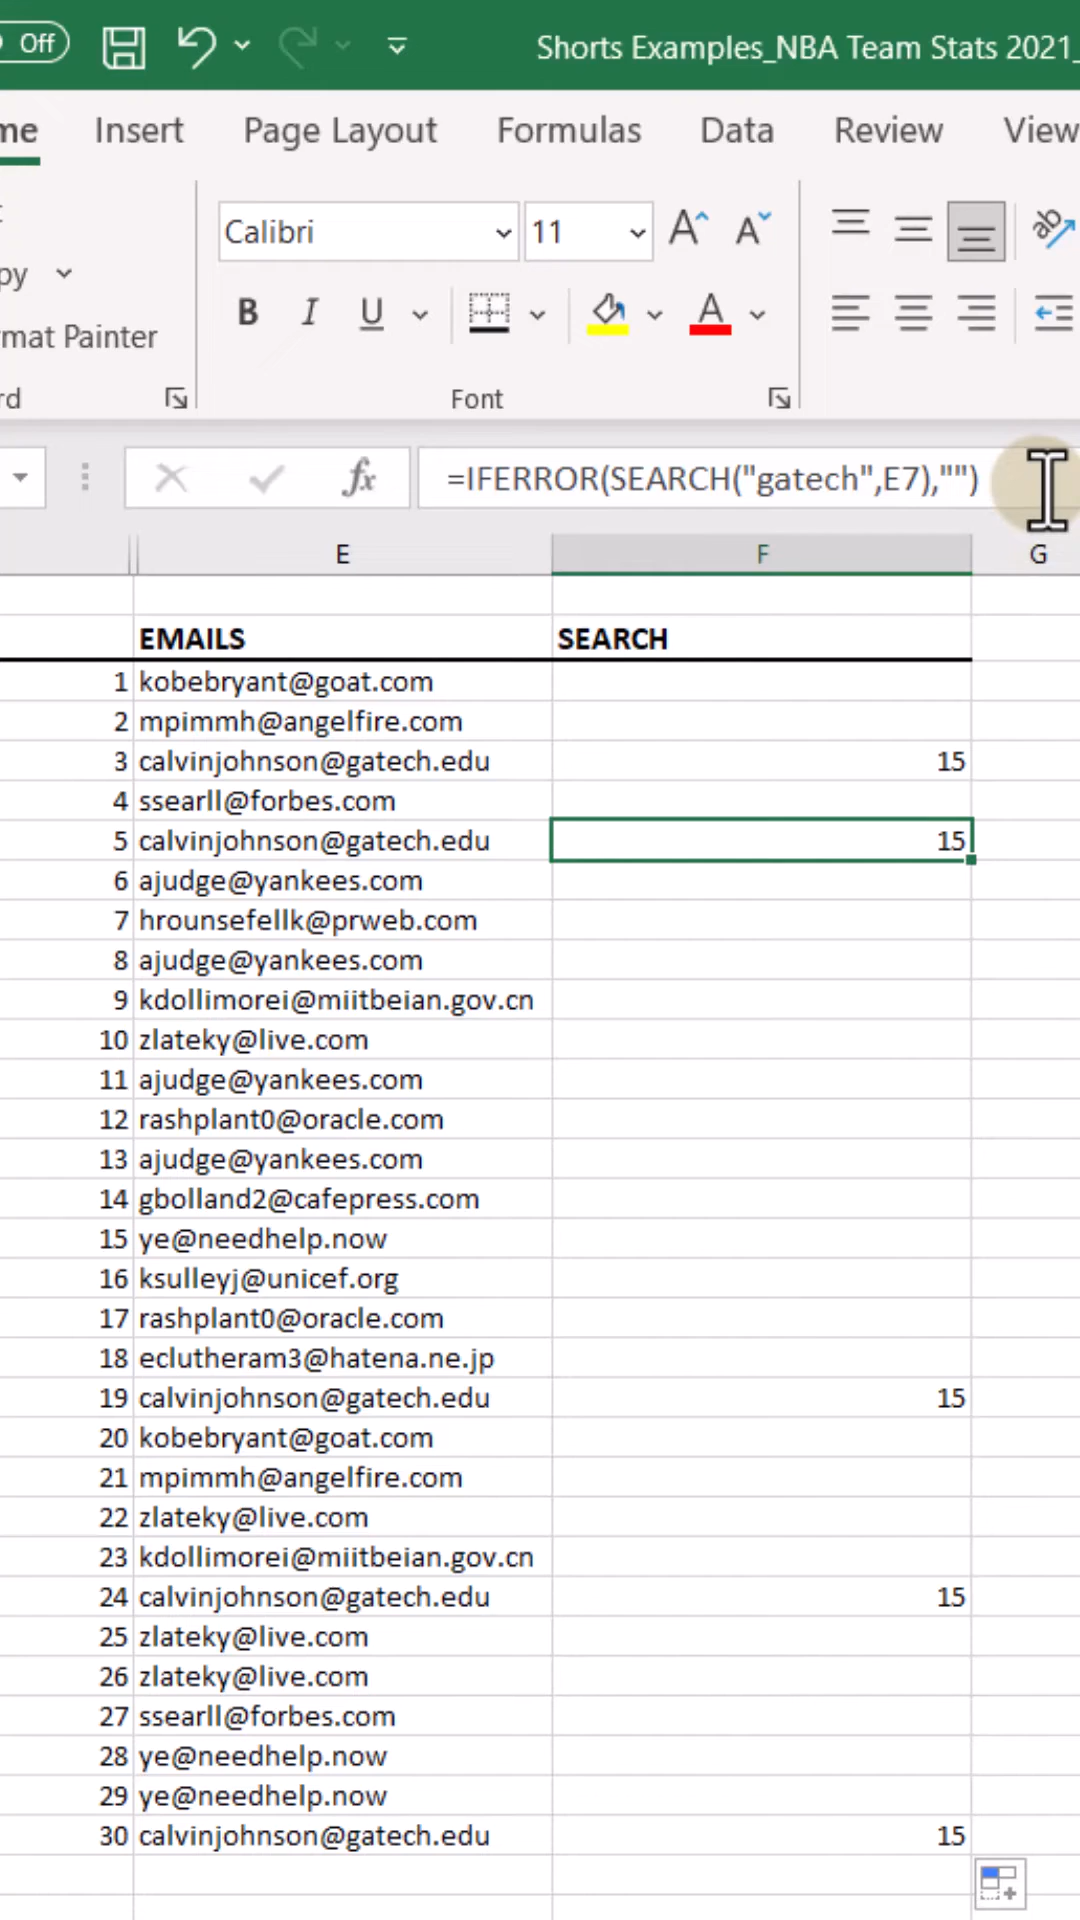 Off
Shorts Examples_NBA Team Stats 2021_
me Insert Page Layout Formulas Data Review View
py
Calibri 11 A A ab
B I U A
mat Painter
rd Font
fx =IFERROR(SEARCH("gatech",E7),"")
E F G
EMAILS SEARCH
1 kobebryant@goat.com
2 mpimmh@angelfire.com
3 calvinjohnson@gatech.edu 15
4 ssearll@forbes.com
5 calvinjohnson@gatech.edu 15
6 ajudge@yankees.com
7 hrounsefellk@prweb.com
8 ajudge@yankees.com
9 kdollimorei@miitbeian.gov.cn
10 zlateky@live.com
11 ajudge@yankees.com
12 rashplant0@oracle.com
13 ajudge@yankees.com
14 gbolland2@cafepress.com
15 ye@needhelp.now
16 ksulleyj@unicef.org
17 rashplant0@oracle.com
18 eclutheram3@hatena.ne.jp
19 calvinjohnson@gatech.edu 15
20 kobebryant@goat.com
21 mpimmh@angelfire.com
22 zlateky@live.com
23 kdollimorei@miitbeian.gov.cn
24 calvinjohnson@gatech.edu 15
25 zlateky@live.com
26 zlateky@live.com
27 ssearll@forbes.com
28 ye@needhelp.now
29 ye@needhelp.now
30 calvinjohnson@gatech.edu 15